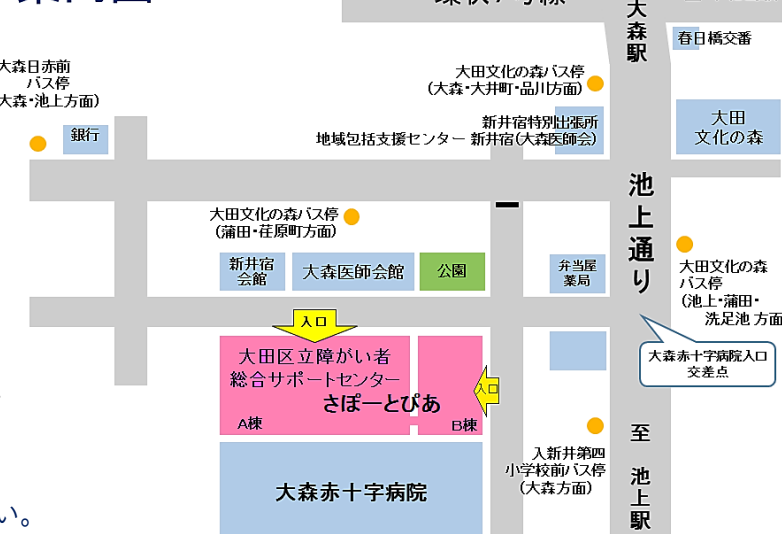 大森駅
春日橋交番
大森日赤前
バス停
大森・池上方面)
銀行
大田文化の森バス停
(大森・大井町・品川方面)
新井宿特別出張所
地域包括支援センター 新井宿(大森医師会)
大田
文化の森
池上通り
大田文化の森バス停
(蒲田・荏原町方面)
新井宿
会館
大森医師会館
公園
弁当屋
薬局
大田文化の森
バス停
(池上・蒲田・
洗足池 方面
入口
大田区立障がい者
総合サポートセンター
さぽーとぴあ
A棟
B棟
入口
大森赤十字病院入口
交差点
入新井第四
小学校前バス停
(大森方面)
至 池上駅
大森赤十字病院
い。